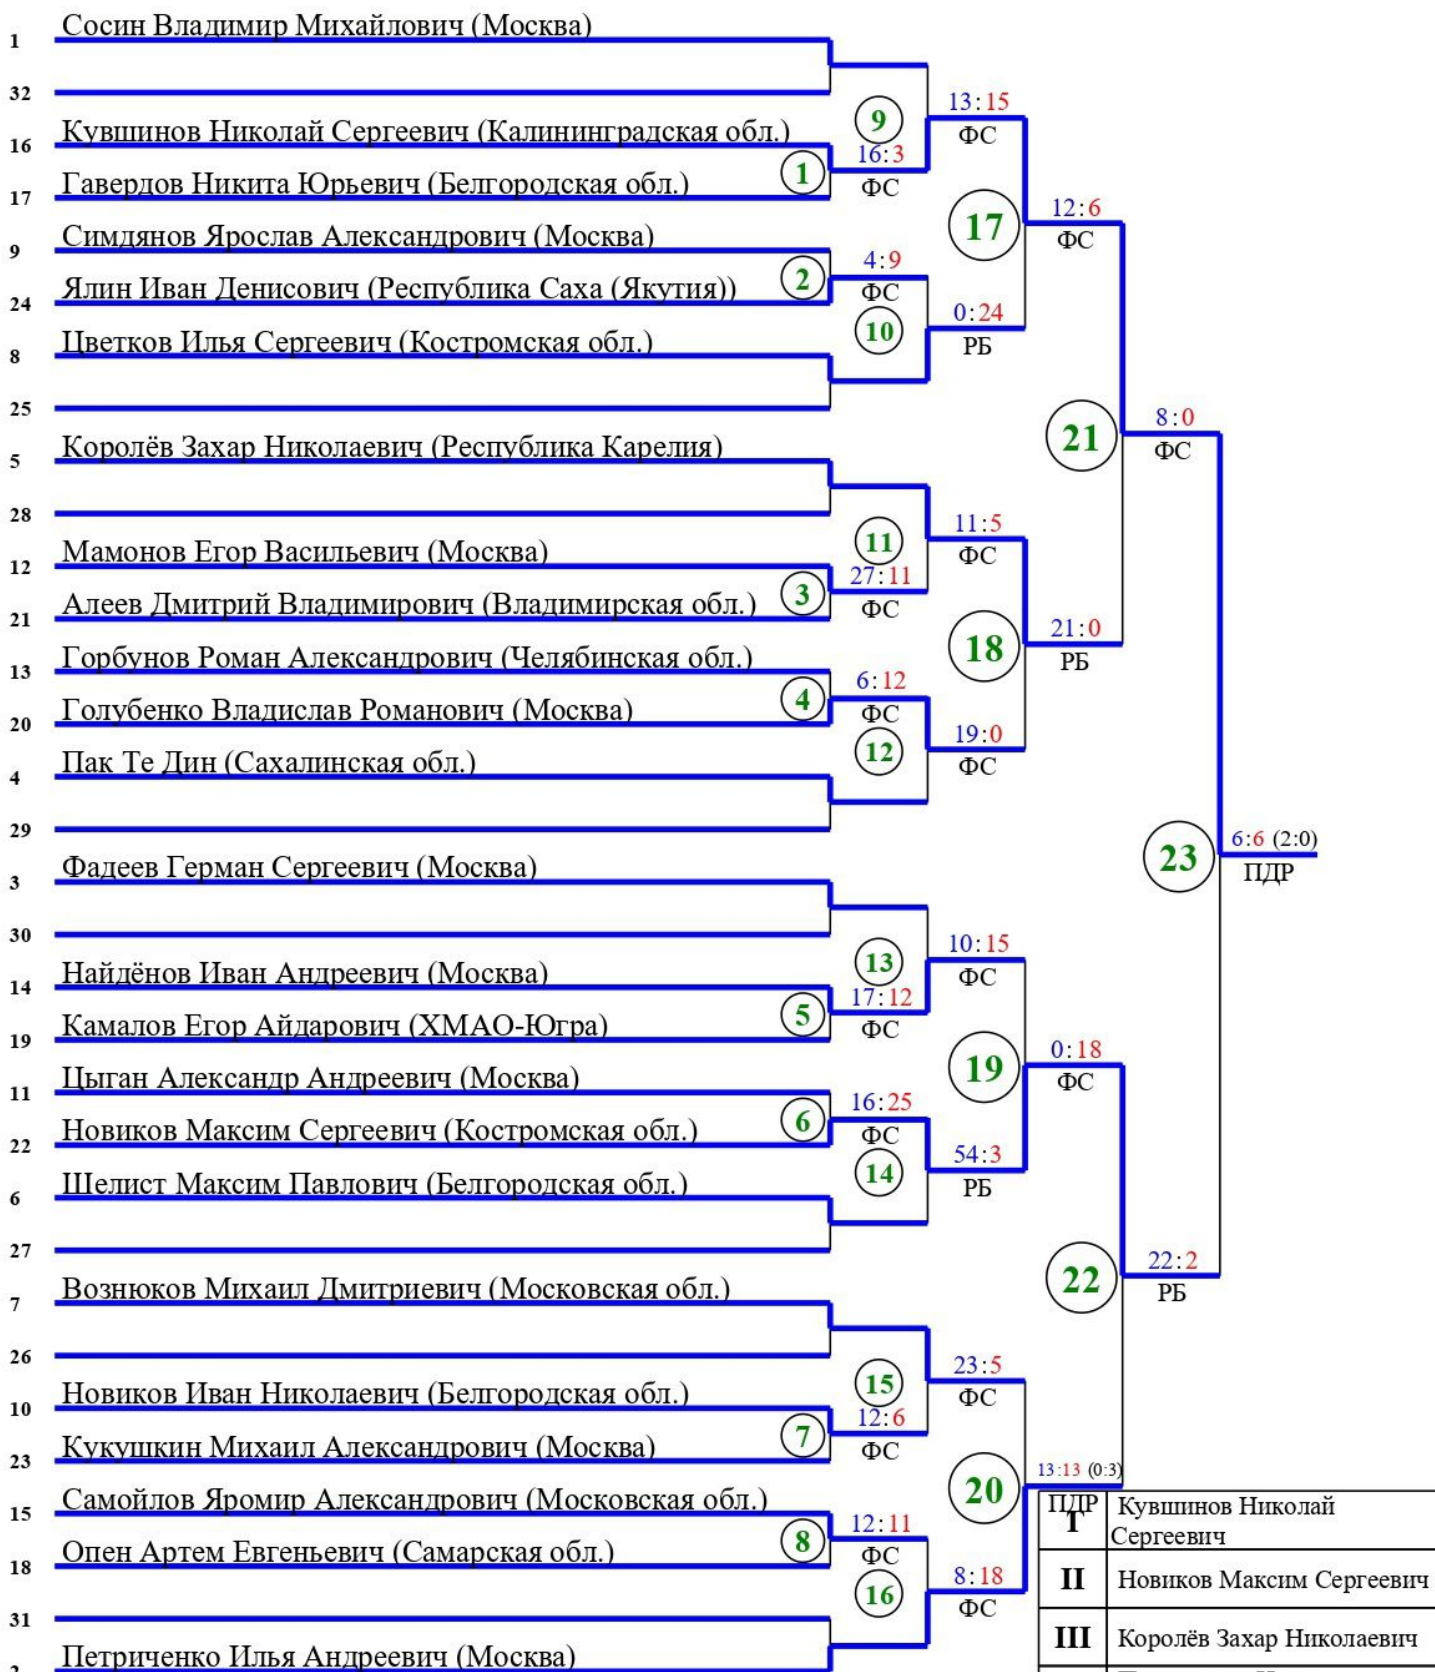 Сосин Владимир Михайлович (Москва)
1
32
9
13:15
ФС
Кувшинов Николай Сергеевич (Калининградская обл.)
16
1
16:3
ФС
Гавердов Никита Юрьевич (Белгородская обл.)
17
17
12:6
ФС
Симдянов Ярослав Александрович (Москва)
9
2
4:9
ФС
Ялин Иван Денисович (Республика Саха (Якутия))
24
10
0:24
РБ
Цветков Илья Сергеевич (Костромская обл.)
8
25
21
8:0
ФС
Королёв Захар Николаевич (Республика Карелия)
5
28
11
11:5
ФС
Мамонов Егор Васильевич (Москва)
12
3
27:11
ФС
Алеев Дмитрий Владимирович (Владимирская обл.)
21
18
21:0
РБ
Горбунов Роман Александрович (Челябинская обл.)
13
4
6:12
ФС
Голубенко Владислав Романович (Москва)
20
12
19:0
ФС
Пак Те Дин (Сахалинская обл.)
4
29
23
6:6 (2:0)
ПДР
Фадеев Герман Сергеевич (Москва)
3
30
13
10:15
ФС
Найдёнов Иван Андреевич (Москва)
14
5
17:12
ФС
Камалов Егор Айдарович (ХМАО-Югра)
19
19
0:18
ФС
Цыган Александр Андреевич (Москва)
11
6
16:25
ФС
Новиков Максим Сергеевич (Костромская обл.)
22
14
54:3
РБ
Шелист Максим Павлович (Белгородская обл.)
6
27
22
22:2
РБ
Вознюков Михаил Дмитриевич (Московская обл.)
7
26
15
23:5
ФС
Новиков Иван Николаевич (Белгородская обл.)
10
7
12:6
ФС
Кукушкин Михаил Александрович (Москва)
23
20
13:13 (0:3)
ПДР
Самойлов Яромир Александрович (Московская обл.)
15
8
12:11
ФС
Опен Артем Евгеньевич (Самарская обл.)
18
16
8:18
ФС
31
Петриченко Илья Андреевич (Москва)
I Кувшинов Николай
Сергеевич
II Новиков Максим Сергеевич
III Королёв Захар Николаевич